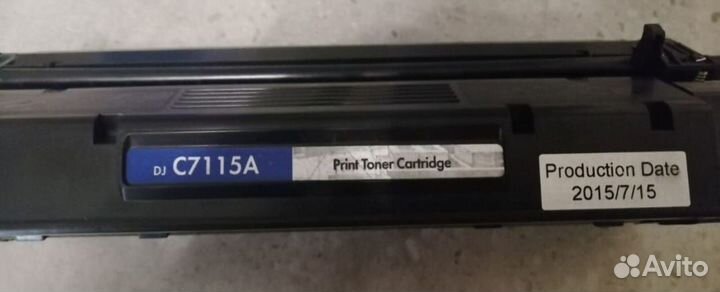 DJ C7115A Print Toner Cartridge
Production Date
2015/7/15
Avito